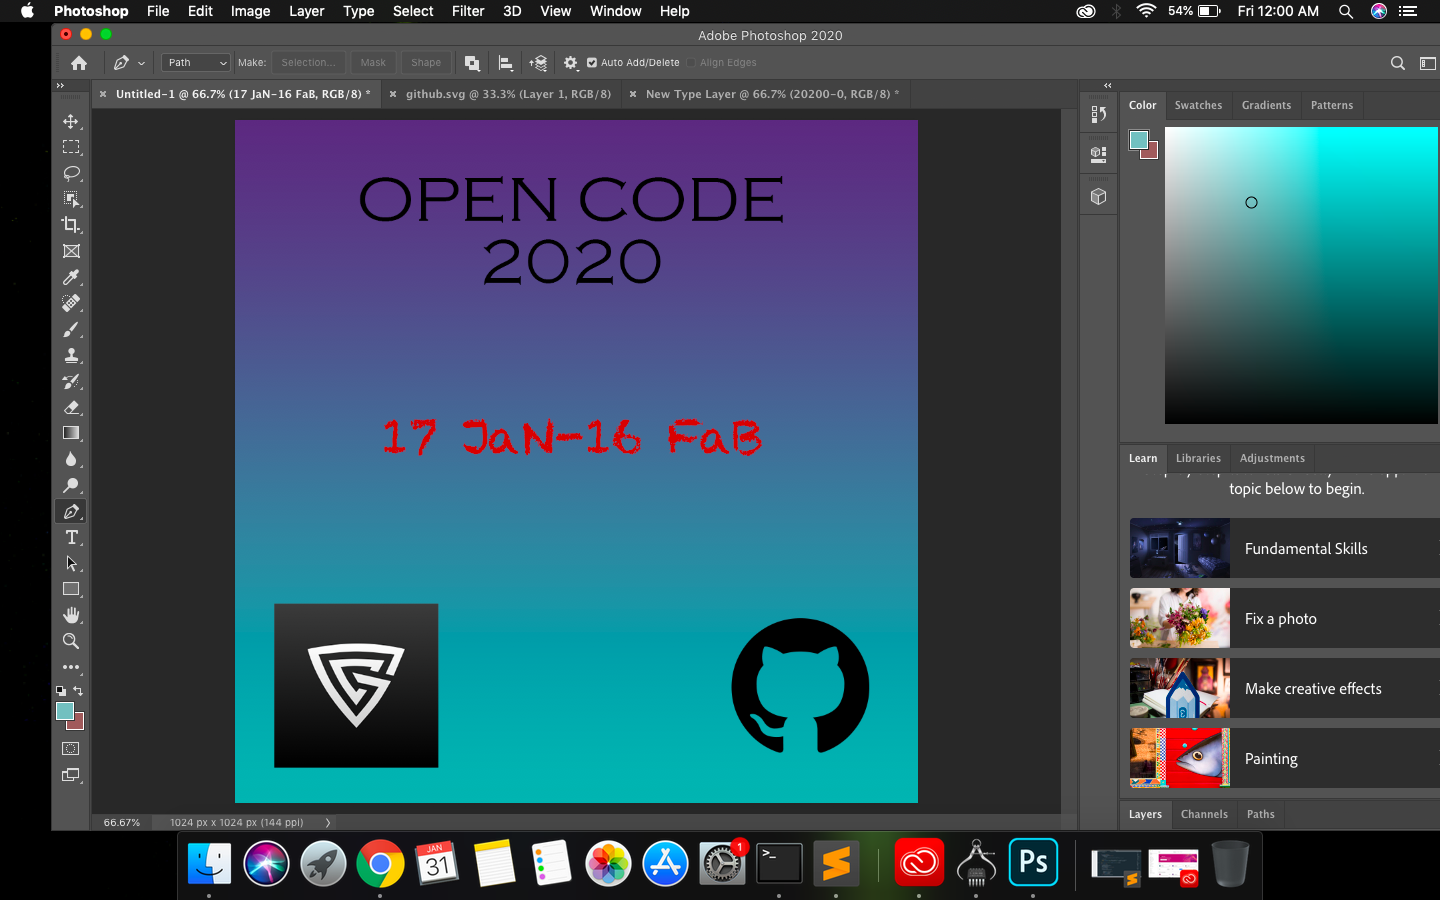 Photoshop File Edit Image Layer Type Select Filter 3D View Window Help 54% Fri 12:00 AM
Adobe Photoshop 2020
Path Make: Selection... Mask Shape Auto Add/Delete Align Edges
Untitled-1 @ 66.7% (17 JaN-16 FaB, RGB/8) * github.svg @ 33.3% (Layer 1, RGB/8) New Type Layer @ 66.7% (20200-0, RGB/8) *
Color Swatches Gradients Patterns
OPEN CODE
2020
17 JaN-16 FaB
Learn Libraries Adjustments
topic below to begin.
Fundamental Skills
Fix a photo
Make creative effects
Painting
Layers Channels Paths
66.67% 1024 px x 1024 px (144 ppi)
JAN
31
1
>_
Ps